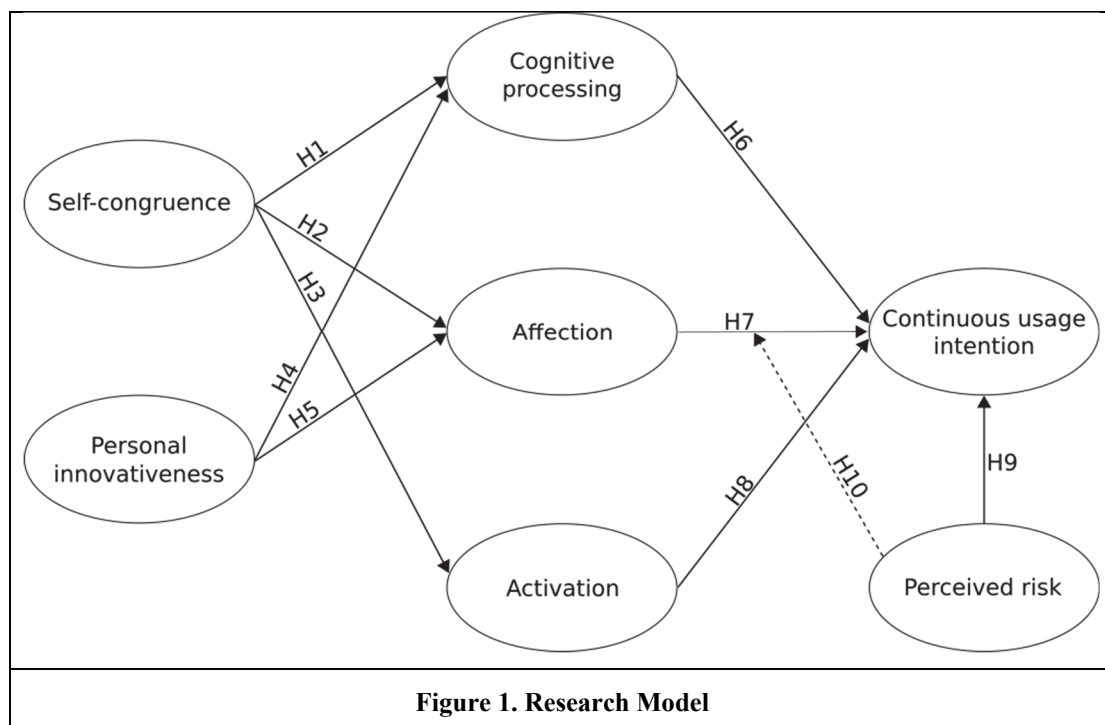 Cognitive
processing
Self-congruence
H1
H2
H3
H4
H5
H6
Affection
H7
Continuous usage
intention
Personal
innovativeness
H8
H10
H9
Activation
Perceived risk
Figure 1. Research Model